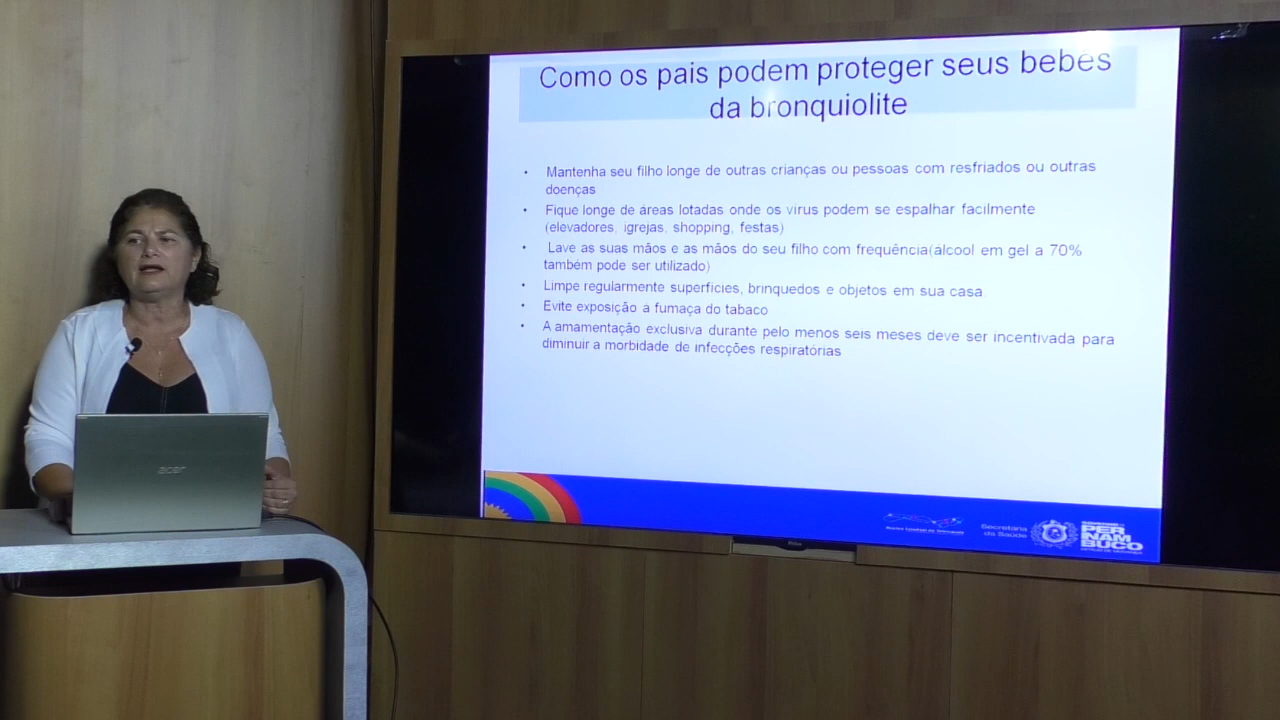 Como os pais podem proteger seus bebes
da bronquiolite
• Mantenha seu filho longe de outras crianças ou pessoas com resfriados ou outras
doenças
• Fique longe de áreas lotadas onde os vírus podem se espalhar facilmente
(elevadores, igrejas, shopping, festas)
• Lave as suas mãos e as mãos do seu filho com frequência(álcool em gel a 70%
também pode ser utilizado)
• Limpe regularmente superfícies, brinquedos e objetos em sua casa.
• Evite exposição à fumaça do tabaco
• A amamentação exclusiva durante pelo menos seis meses deve ser incentivada para
diminuir a morbidade de infecções respiratórias
acer
Secretaria
da Saúde
PER
NAM
BUCO